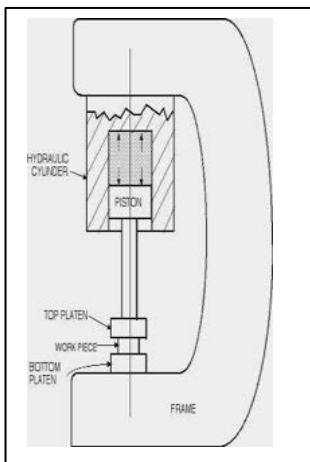 HYDRAULIC
CYLINDER
PISTON
TOP PLATEN
WORK PIECE
BOTTOM
PLATEN
FRAME